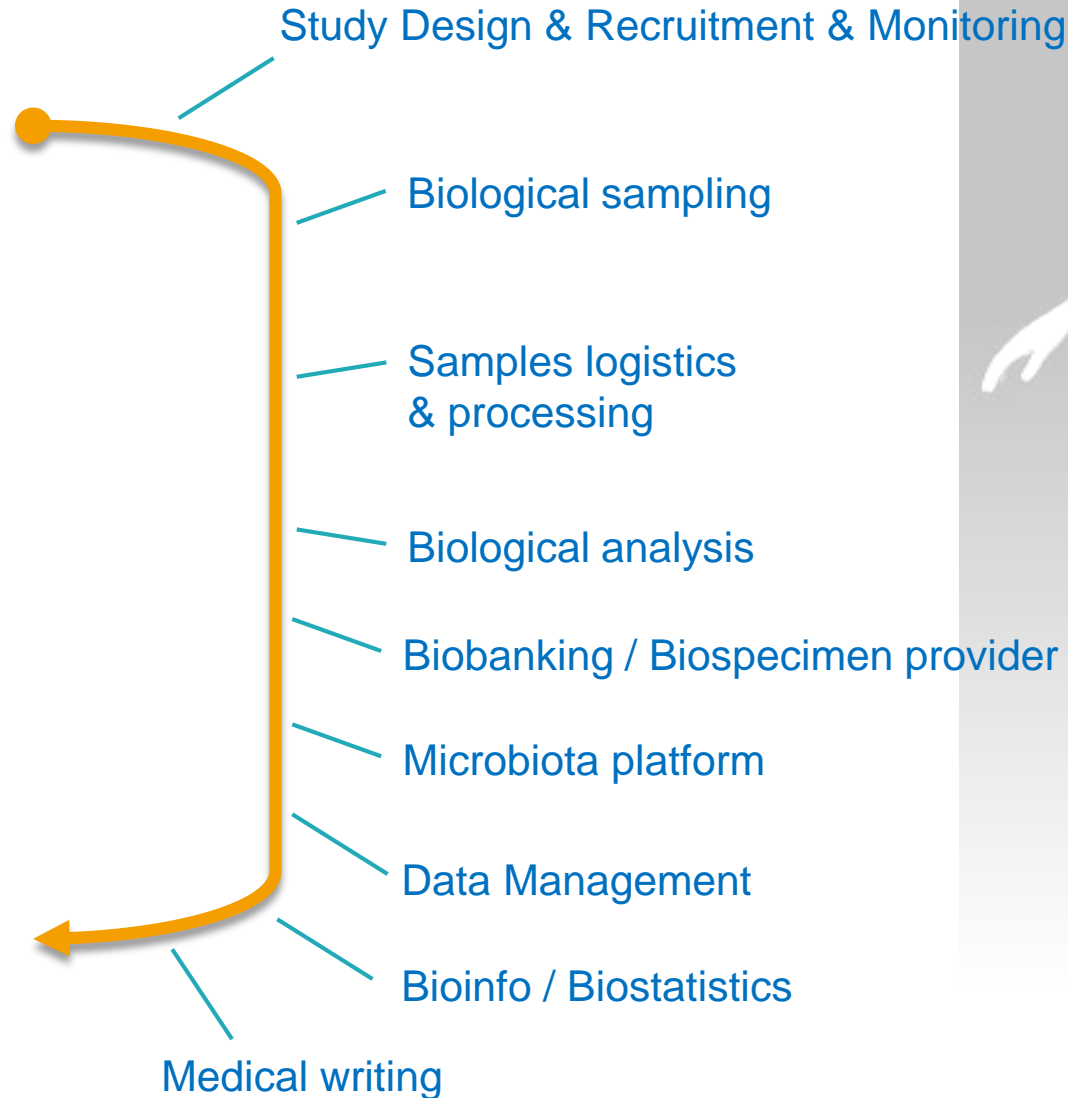 Study Design & Recruitment & Monitoring
Biological sampling
Samples logistics
& processing
Biological analysis
Biobanking / Biospecimen provider
Microbiota platform
Data Management
Bioinfo / Biostatistics
Medical writing